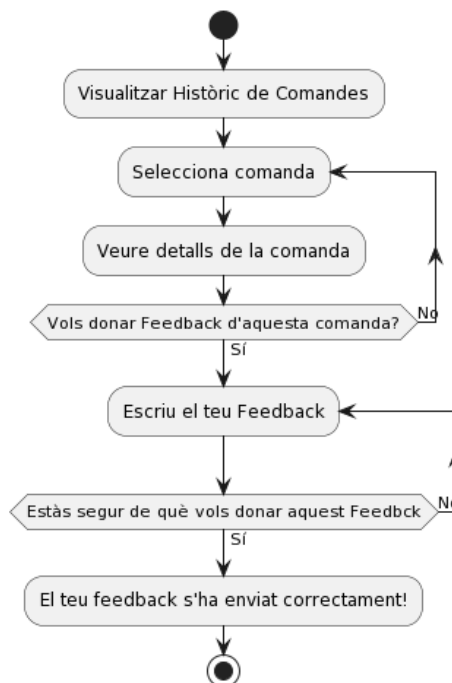 Visualitzar Històric de Comandes
Selecciona comanda
Veure detalls de la comanda
Vols donar Feedback d'aquesta comanda?
No
Sí
Escriu el teu Feedback
Estàs segur de què vols donar aquest Feedbck
No
Sí
El teu feedback s'ha enviat correctament!